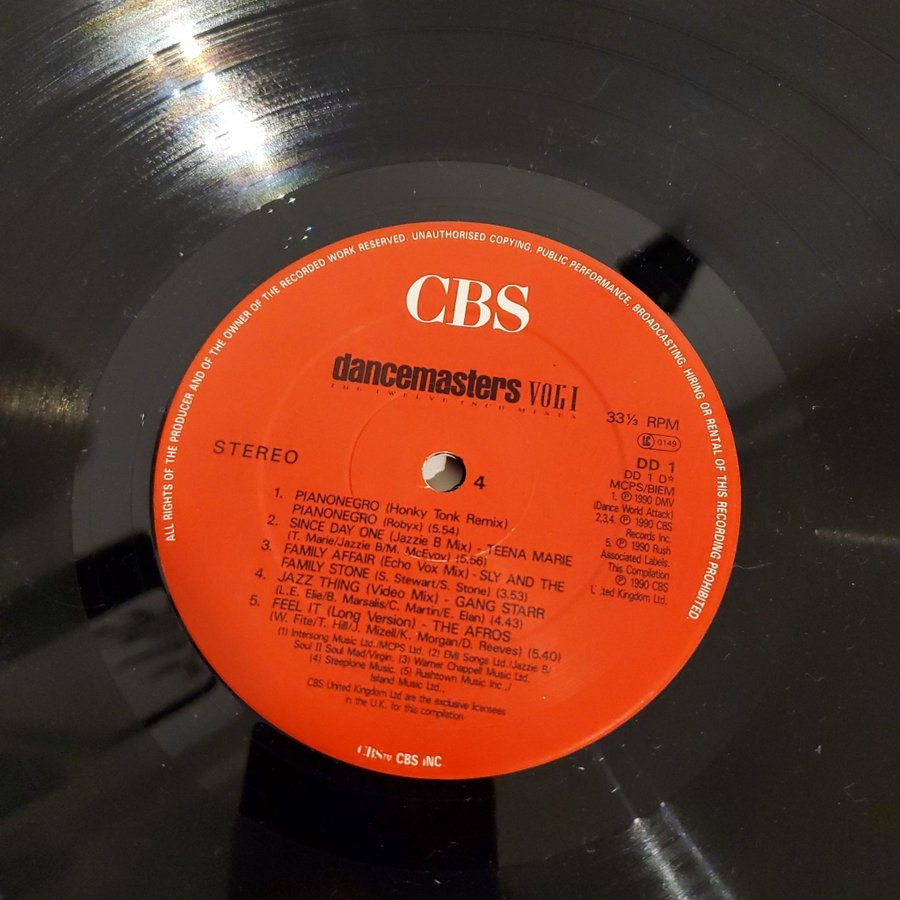 ALL RIGHTS OF THE PRODUCER AND OF THE OWNER OF THE RECORDED WORK RESERVED. UNAUTHORISED COPYING, PUBLIC PERFORMANCE, BROADCASTING, HIRING OR RENTAL OF THIS RECORDING PROHIBITED.
CBS
dancemasters VOL I
THE TWELVE INCH MIXES
33⅓ RPM
0149
STEREO
DD 1
4
DD 1 D☆
MCPS/BIEM
1. ℗ 1990 DMV
(Dance World Attack)
2,3,4. ℗ 1990 CBS
Records Inc.
5. ℗ 1990 Rush
Associated Labels.
This Compilation
℗ 1990 CBS
United Kingdom Ltd.
1. PIANONEGRO (Honky Tonk Remix)
PIANONEGRO (Robyx) (5.54)
2. SINCE DAY ONE (Jazzie B Mix) - TEENA MARIE
(T. Marie/Jazzie B/M. McEvoy) (5.56)
3. FAMILY AFFAIR (Echo Vox Mix) - SLY AND THE
FAMILY STONE (S. Stewart/S. Stone) (3.53)
4. JAZZ THING (Video Mix) - GANG STARR
(L.E. Elie/B. Marsalis/C. Martin/E. Elan) (4.43)
5. FEEL IT (Long Version) - THE AFROS
(W. Fite/T. Hill/J. Mizell/K. Morgan/D. Reeves) (5.40)
(1) Intersong Music Ltd./MCPS Ltd. (2) EMI Songs Ltd./Jazzie B/
Soul II Soul Mad/Virgin. (3) Warner Chappell Music Ltd.
(4) Steeplone Music. (5) Rushtown Music Inc./
Island Music Ltd.,
CBS United Kingdom Ltd are the exclusive licensees
in the U.K. for this compilation
CBS TM CBS INC